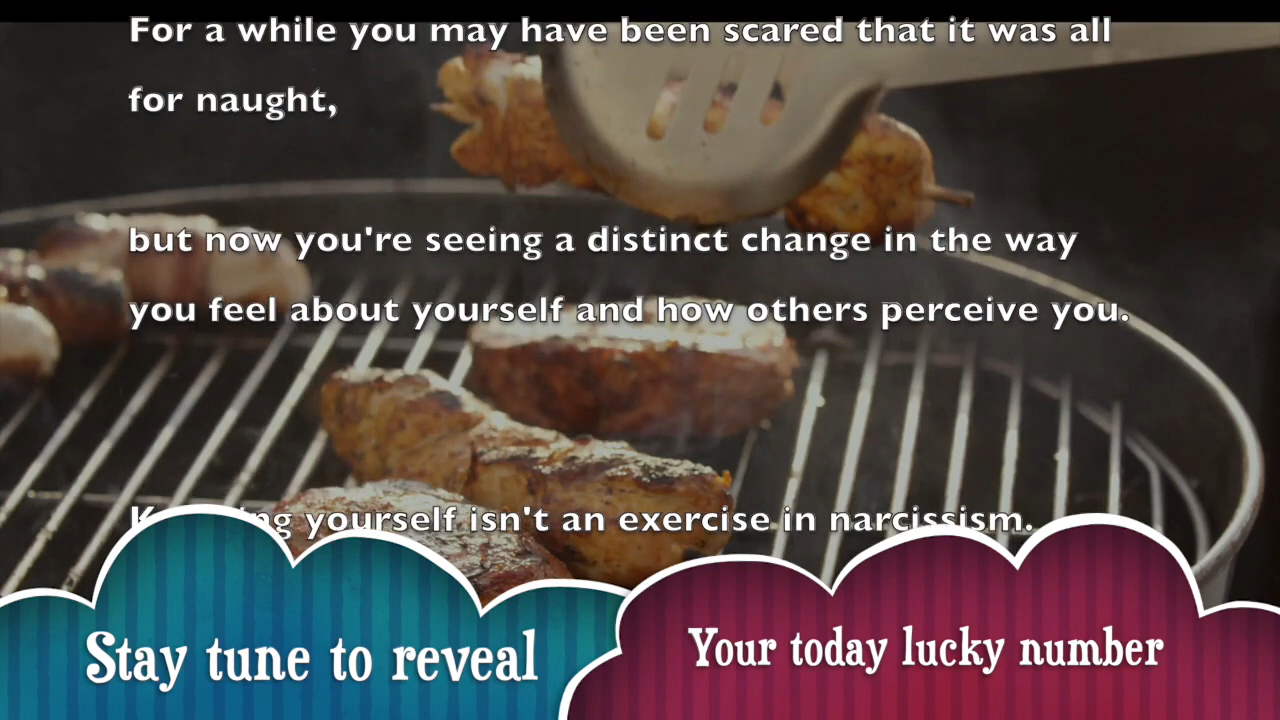 For a while you may have been scared that it was all
for naught,
but now you're seeing a distinct change in the way
you feel about yourself and how others perceive you.
yourself isn't an exercise in narcissism.
Stay tune to reveal
Your today lucky number